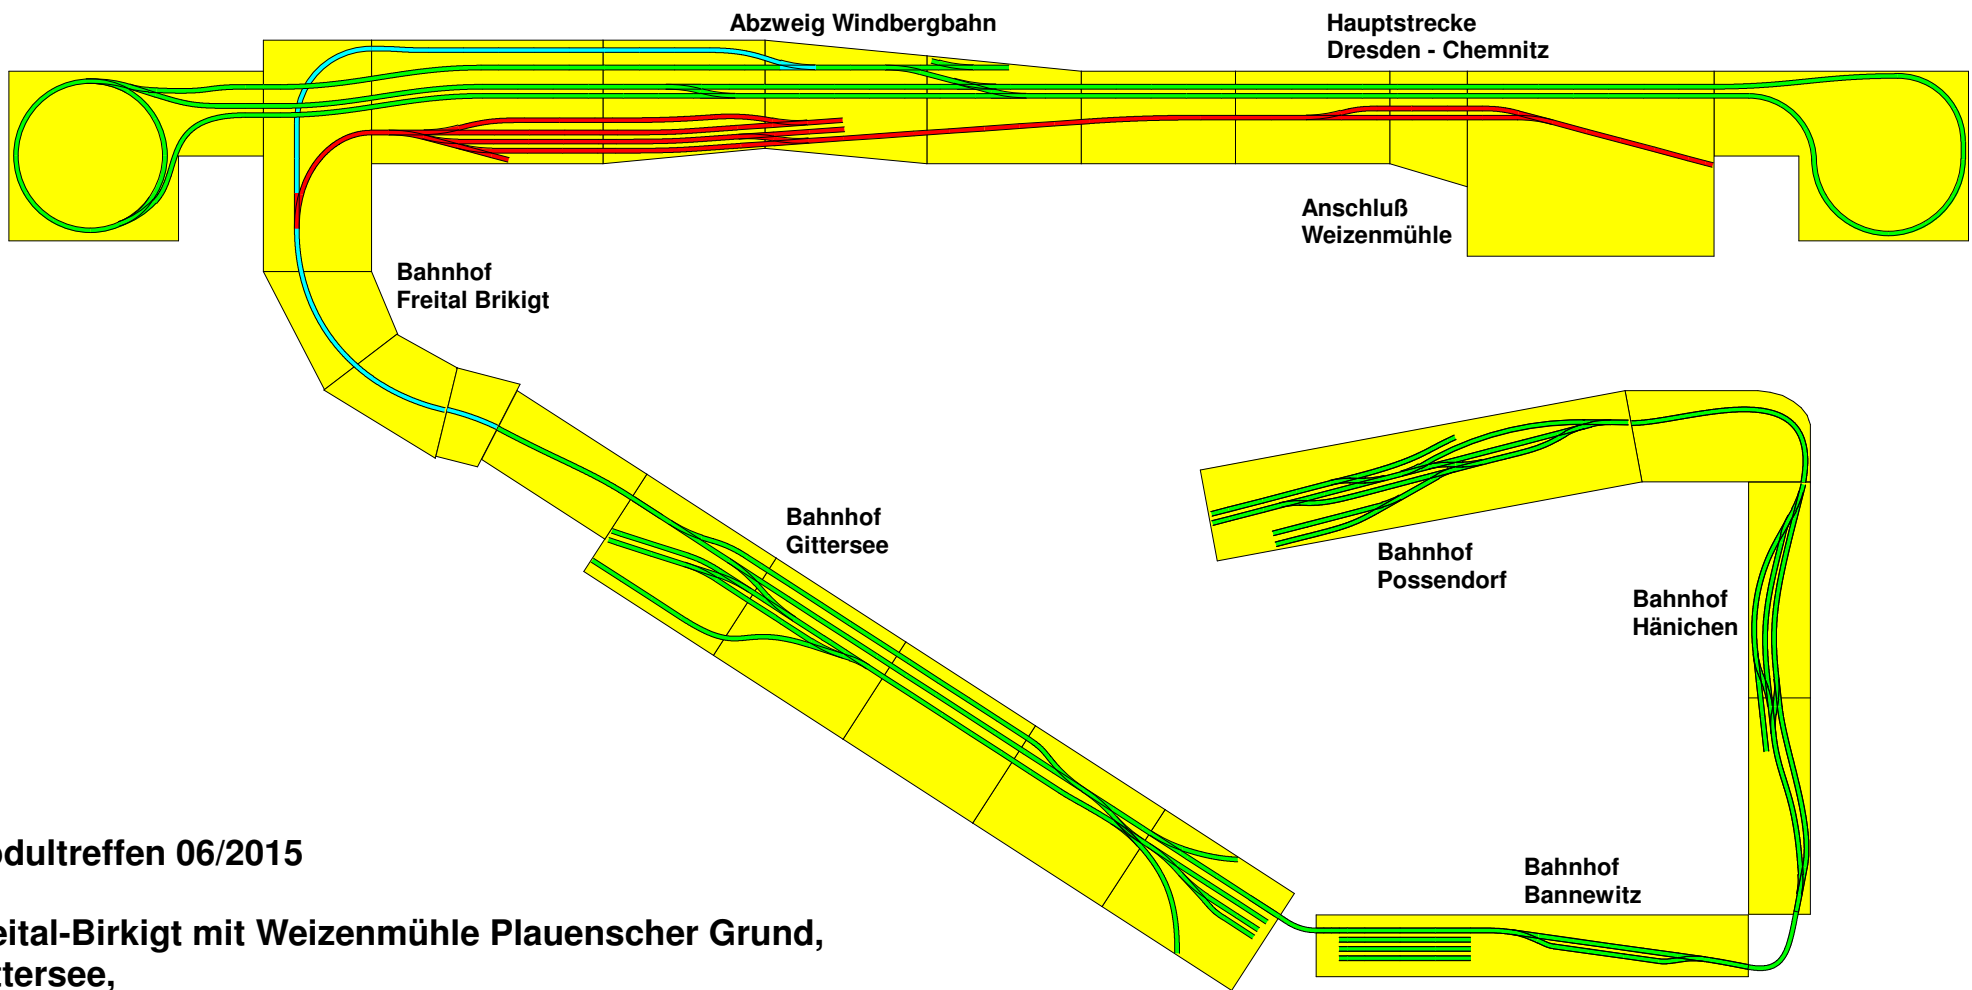 Abzweig Windbergbahn
Hauptstrecke
Dresden - Chemnitz
Anschluß
Weizenmühle
Bahnhof
Freital Brikigt
Bahnhof
Gittersee
Bahnhof
Possendorf
Bahnhof
Hänichen
Bahnhof
Bannewitz
odultreffen 06/2015
eital-Birkigt mit Weizenmühle Plauenscher Grund,
ttersee,